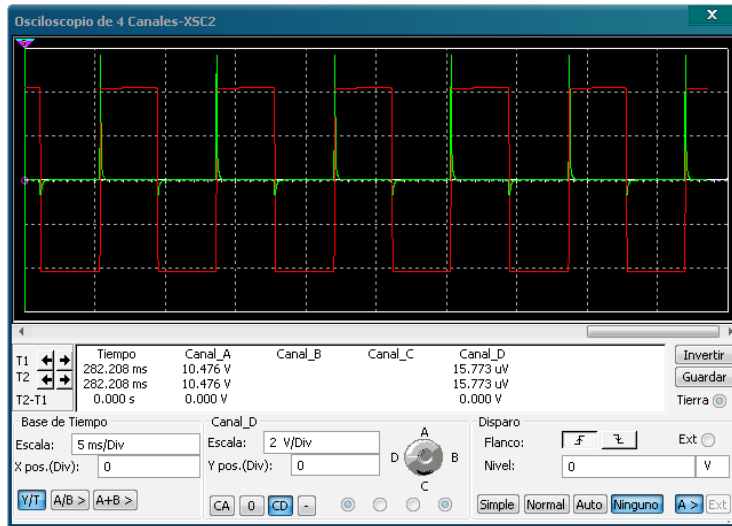 Osciloscopio de 4 Canales-XSC2
X
T1
T2
T2-T1
Tiempo Canal_A Canal_B Canal_C Canal_D
282.208 ms 10.476 V 15.773 uV
282.208 ms 10.476 V 15.773 uV
0.000 s 0.000 V 0.000 V
Invertir
Guardar
Tierra
Base de Tiempo
Escala: 5 ms/Div
X pos.(Div): 0
Y/T A/B > A+B >
Canal_D
Escala: 2 V/Div
Y pos.(Div): 0
CA 0 CD -
A
D B
C
Disparo
Flanco: Ext
Nivel: 0 V
Simple Normal Auto Ninguno A > Ext